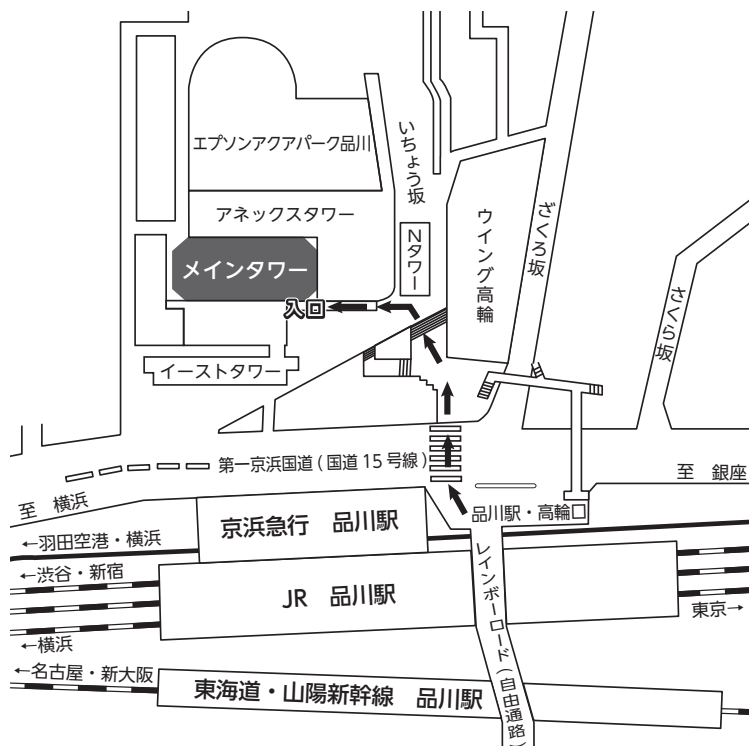 エプソンアクアパーク品川
いちょう坂
アネックスタワー
Nタワー
ウイング高輪
ざくろ坂
メインタワー
入口
さくら坂
イーストタワー
第一京浜国道(国道15号線)
至 横浜
至 銀座
品川駅・高輪口
京浜急行 品川駅
←羽田空港・横浜
←渋谷・新宿
JR 品川駅
レインボーロード(自由通路)
東京→
←横浜
←名古屋・新大阪
東海道・山陽新幹線 品川駅